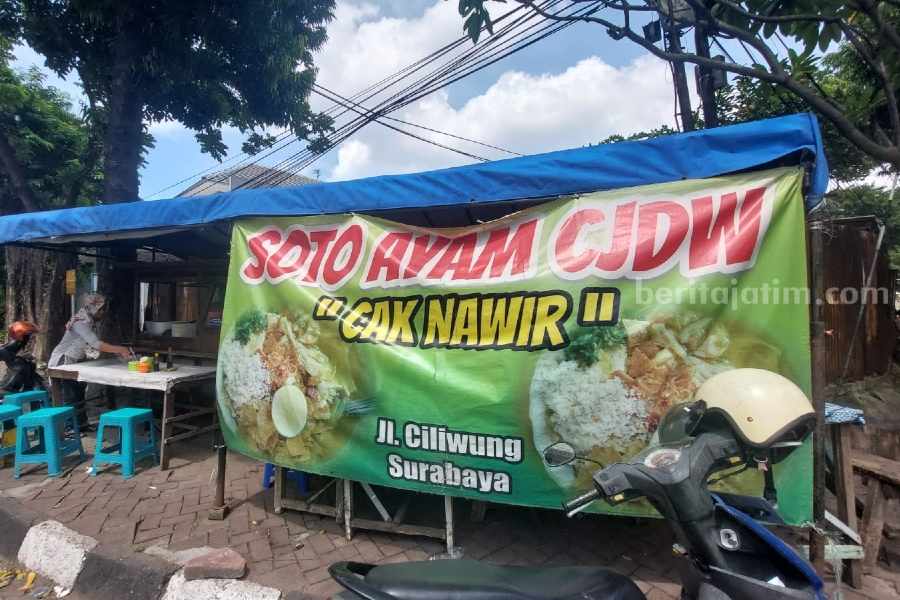 SOTO AYAM CJDW
"CAK NAWIR"
beritajatim.com
Jl. Ciliwung
Surabaya